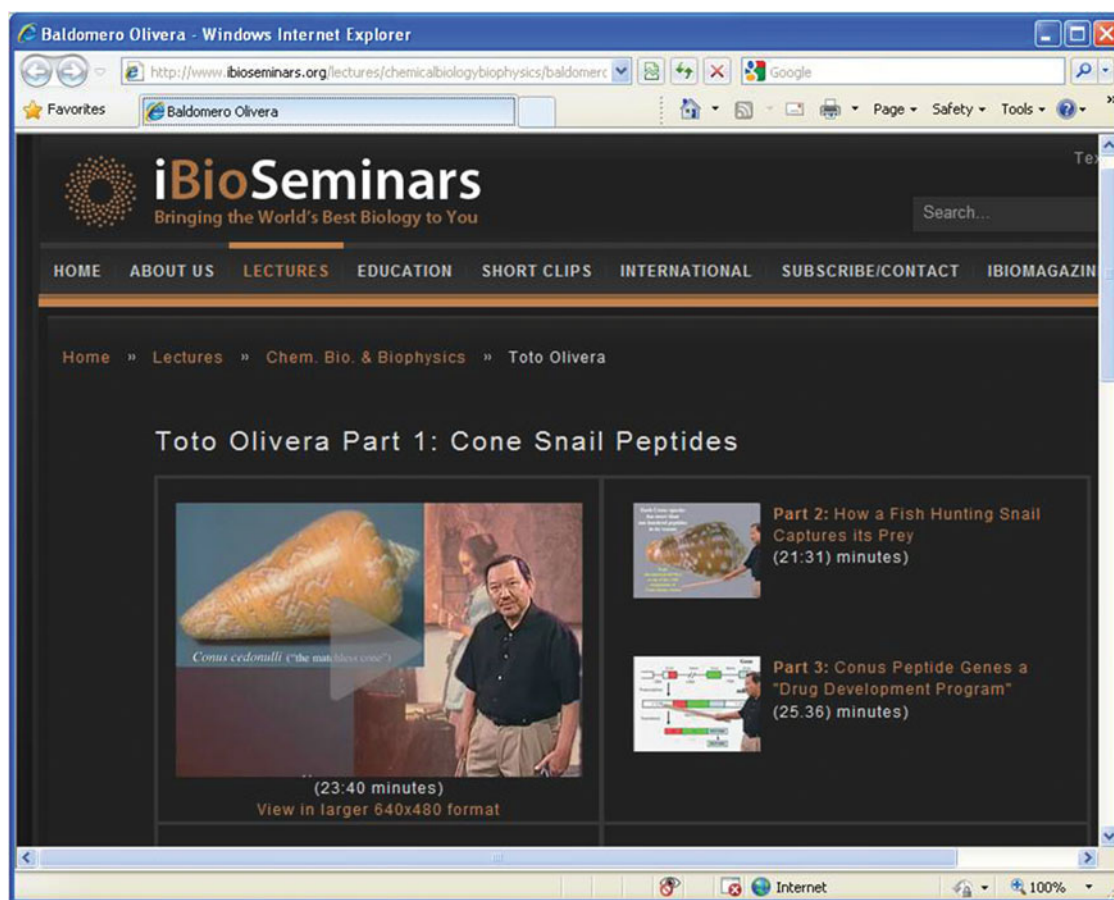 Baldomero Olivera - Windows Internet Explorer
http://www.ibioseminars.org/lectures/chemicalbiologybiophysics/baldomerc
Google
Favorites
Baldomero Olivera
Page
Safety
Tools
Tex
iBioSeminars
Bringing the World's Best Biology to You
Search...
HOME ABOUT US LECTURES EDUCATION SHORT CLIPS INTERNATIONAL SUBSCRIBE/CONTACT IBIOMAGAZIN
Home » Lectures » Chem. Bio. & Biophysics » Toto Olivera
Toto Olivera Part 1: Cone Snail Peptides
Conus cedonulli ("the matchless cone")
(23:40 minutes)
View in larger 640x480 format
Part 2: How a Fish Hunting Snail
Captures its Prey
(21:31) minutes)
Part 3: Conus Peptide Genes a
"Drug Development Program"
(25.36) minutes)
Internet
100%